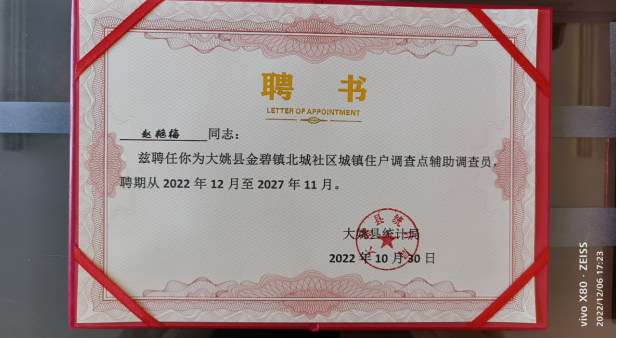 聘 书
LETTER OF APPOINTMENT
赵艳梅 同志：
兹聘任你为大姚县金碧镇北城社区城镇住户调查点辅助调查员，
聘期从 2022 年 12 月至 2027 年 11 月。
大姚县统计局
2022 年 10 月 30 日
vivo X80 · ZEISS
2022/12/06 17:23